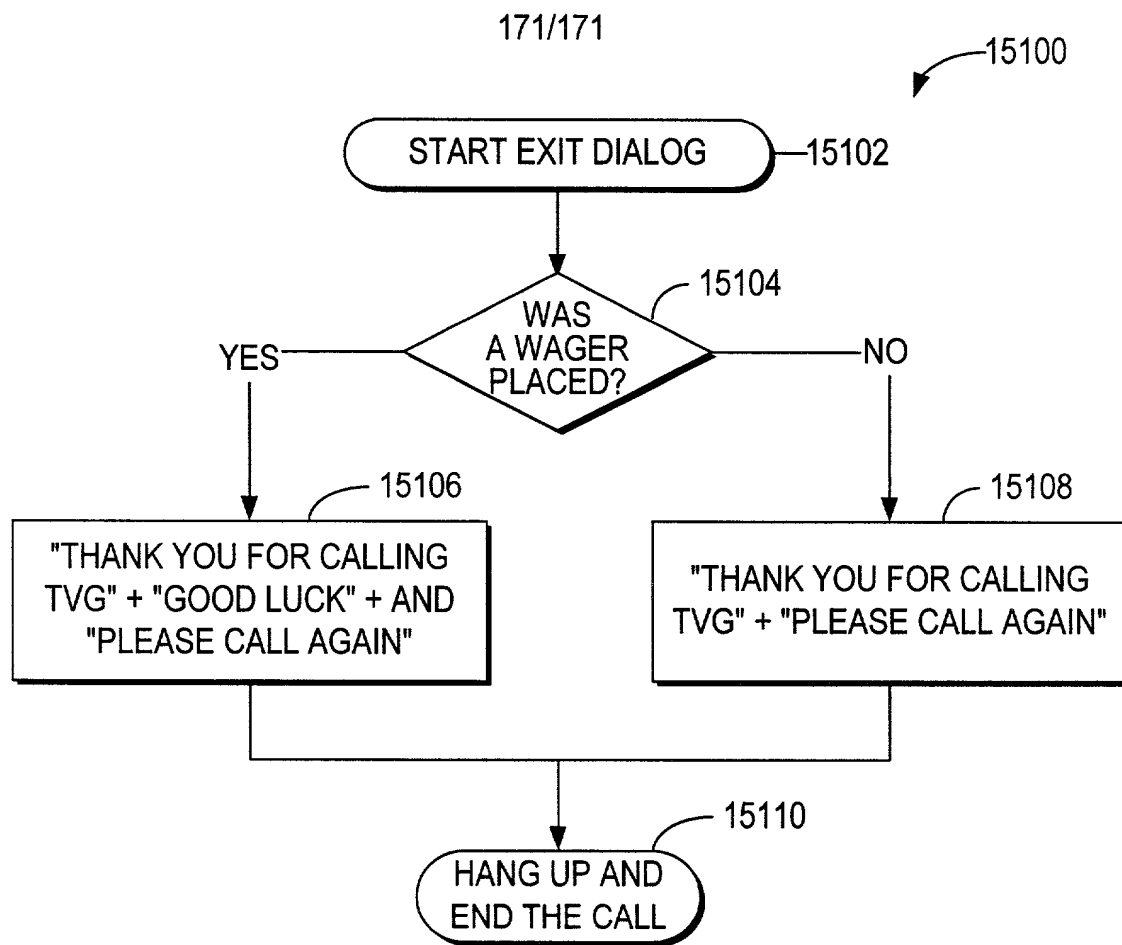 171/171
15100
START EXIT DIALOG
15102
15104
WAS
A WAGER
PLACED?
YES
NO
15106
15108
"THANK YOU FOR CALLING
TVG" + "GOOD LUCK" + AND
"PLEASE CALL AGAIN"
"THANK YOU FOR CALLING
TVG" + "PLEASE CALL AGAIN"
15110
HANG UP AND
END THE CALL